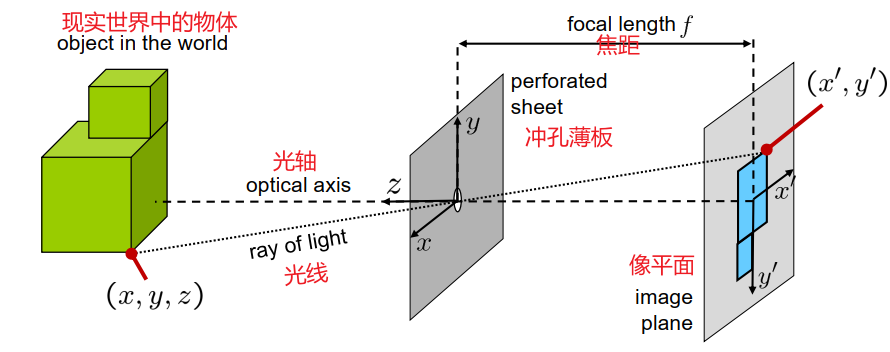 现实世界中的物体
object in the world
focal length f
焦距
perforated
sheet
冲孔薄板
(x′, y′)
y
光轴
optical axis
z
x′
x
ray of light
光线
像平面
y′
(x, y, z)
image
plane